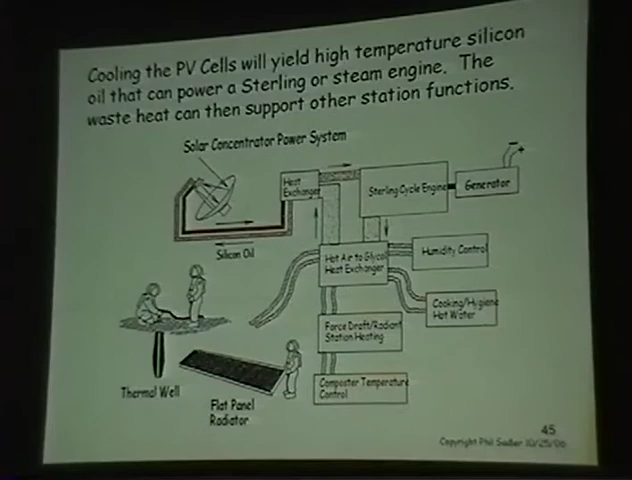 Cooling the PV Cells will yield high temperature silicon
oil that can power a Sterling or steam engine. The
waste heat can then support other station functions.
Solar Concentrator Power System
Heat
Exchanger
Sterling Cycle Engine
Generator
- +
Silicon Oil
Hot Air to Glycol
Heat Exchanger
Humidity Control
Cooking/Hygiene
Hot Water
Force Draft/Radiant
Station Heating
Composter Temperature
Control
Thermal Well
Flat Panel
Radiator
45
Copyright Phil Sadler 10/25/06